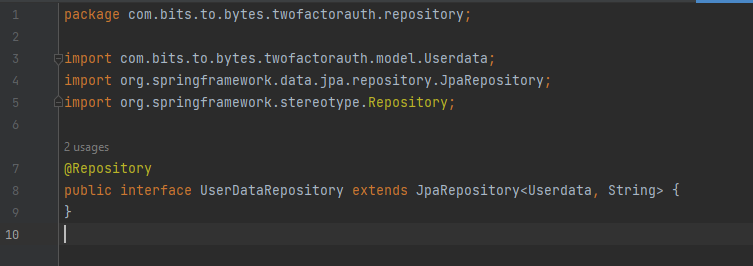 1 package com.bits.to.bytes.twofactorauth.repository;
2
3 import com.bits.to.bytes.twofactorauth.model.Userdata;
4 import org.springframework.data.jpa.repository.JpaRepository;
5 import org.springframework.stereotype.Repository;
6
2 usages
7 @Repository
8 public interface UserDataRepository extends JpaRepository<Userdata, String> {
9 }
10